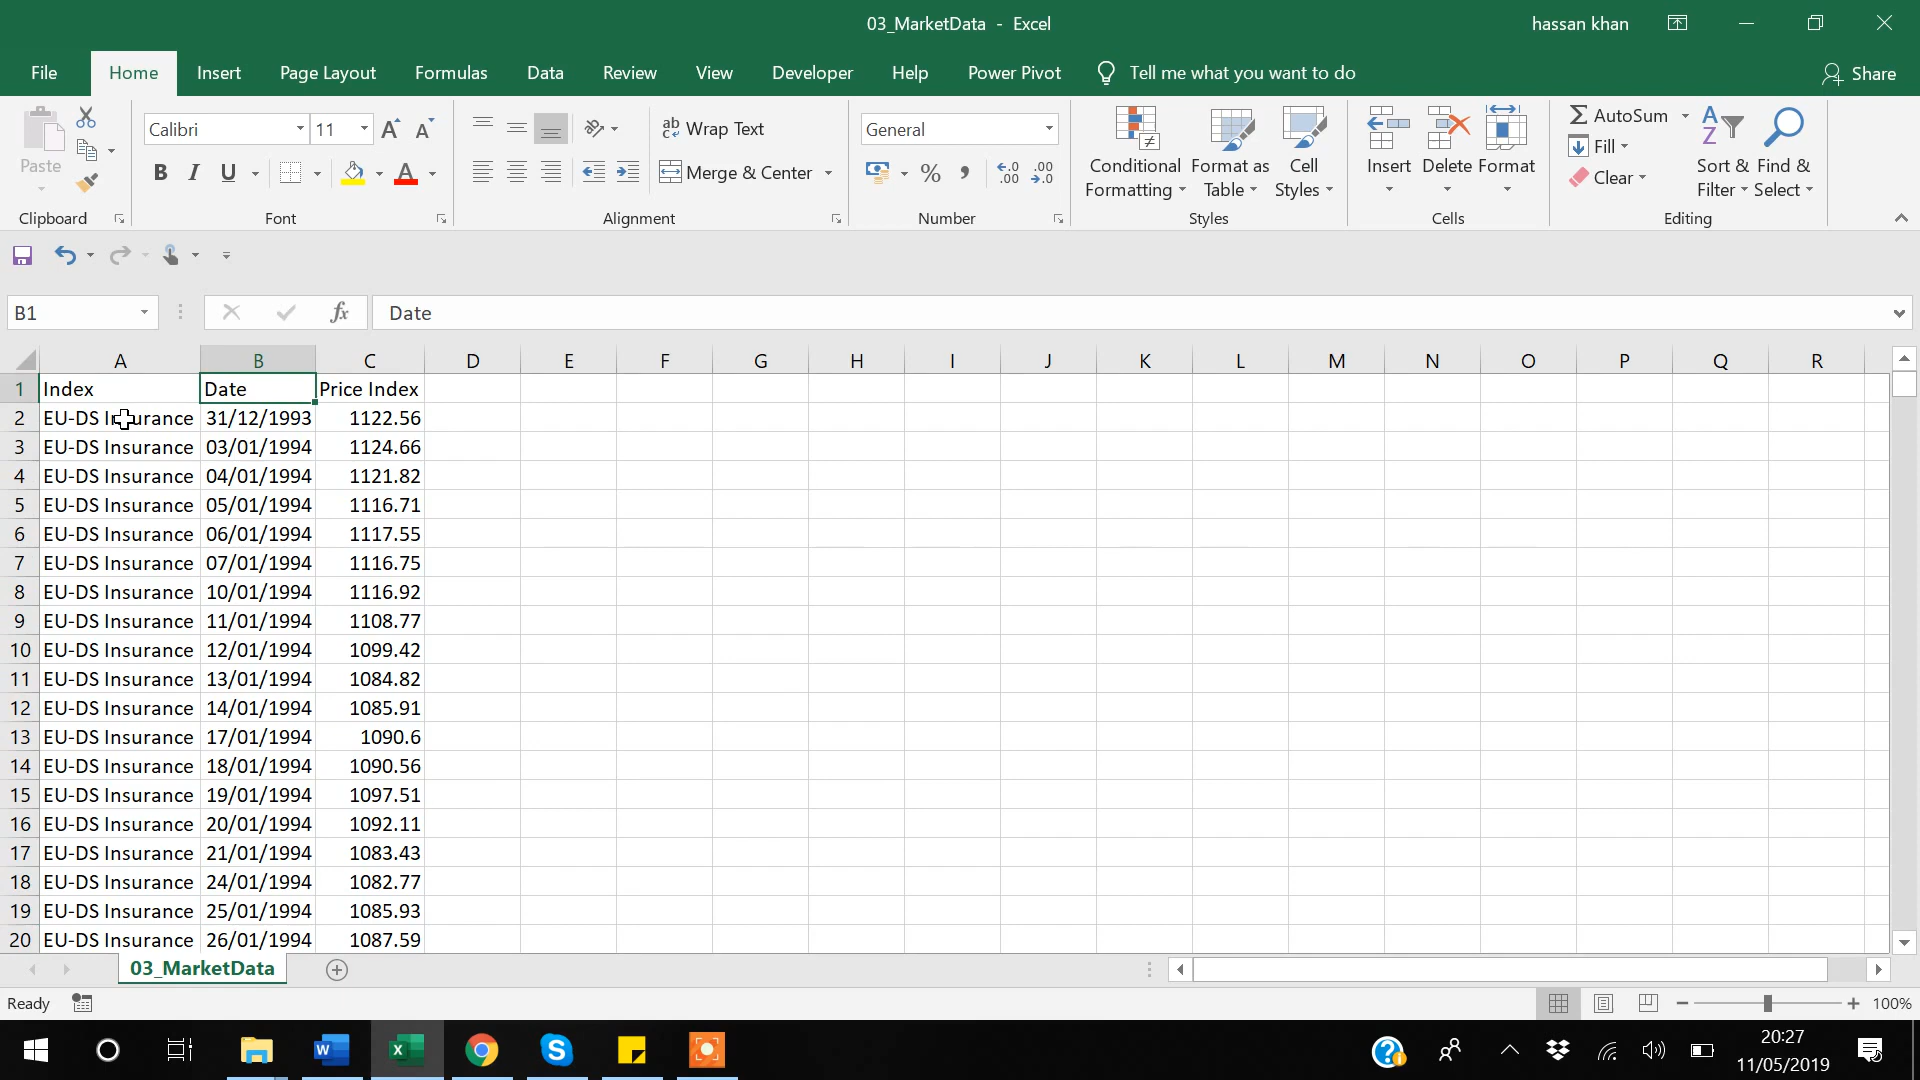 03_MarketData - Excel
hassan khan
File Home Insert Page Layout Formulas Data Review View Developer Help Power Pivot Tell me what you want to do Share
Paste
Clipboard
Calibri 11
B I U
Font
Wrap Text
Merge & Center
Alignment
General
Number
Conditional Formatting
Format as Table
Cell Styles
Styles
Insert Delete Format
Cells
AutoSum
Fill
Clear
Sort & Filter
Find & Select
Editing
B1 fx Date
A B C D E F G H I J K L M N O P Q R
1 Index Date Price Index
2 EU-DS Insurance 31/12/1993 1122.56
3 EU-DS Insurance 03/01/1994 1124.66
4 EU-DS Insurance 04/01/1994 1121.82
5 EU-DS Insurance 05/01/1994 1116.71
6 EU-DS Insurance 06/01/1994 1117.55
7 EU-DS Insurance 07/01/1994 1116.75
8 EU-DS Insurance 10/01/1994 1116.92
9 EU-DS Insurance 11/01/1994 1108.77
10 EU-DS Insurance 12/01/1994 1099.42
11 EU-DS Insurance 13/01/1994 1084.82
12 EU-DS Insurance 14/01/1994 1085.91
13 EU-DS Insurance 17/01/1994 1090.6
14 EU-DS Insurance 18/01/1994 1090.56
15 EU-DS Insurance 19/01/1994 1097.51
16 EU-DS Insurance 20/01/1994 1092.11
17 EU-DS Insurance 21/01/1994 1083.43
18 EU-DS Insurance 24/01/1994 1082.77
19 EU-DS Insurance 25/01/1994 1085.93
20 EU-DS Insurance 26/01/1994 1087.59
03_MarketData
Ready
100%
20:27
11/05/2019